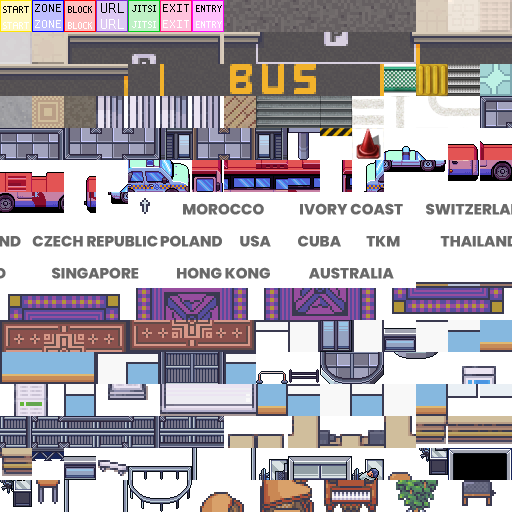 START ZONE BLOCK URL JITSI EXIT ENTRY
START ZONE BLOCK URL JITSI EXIT ENTRY
BUS
MOROCCO IVORY COAST SWITZERLA
ND CZECH REPUBLIC POLAND USA CUBA TKM THAILAND
D SINGAPORE HONG KONG AUSTRALIA